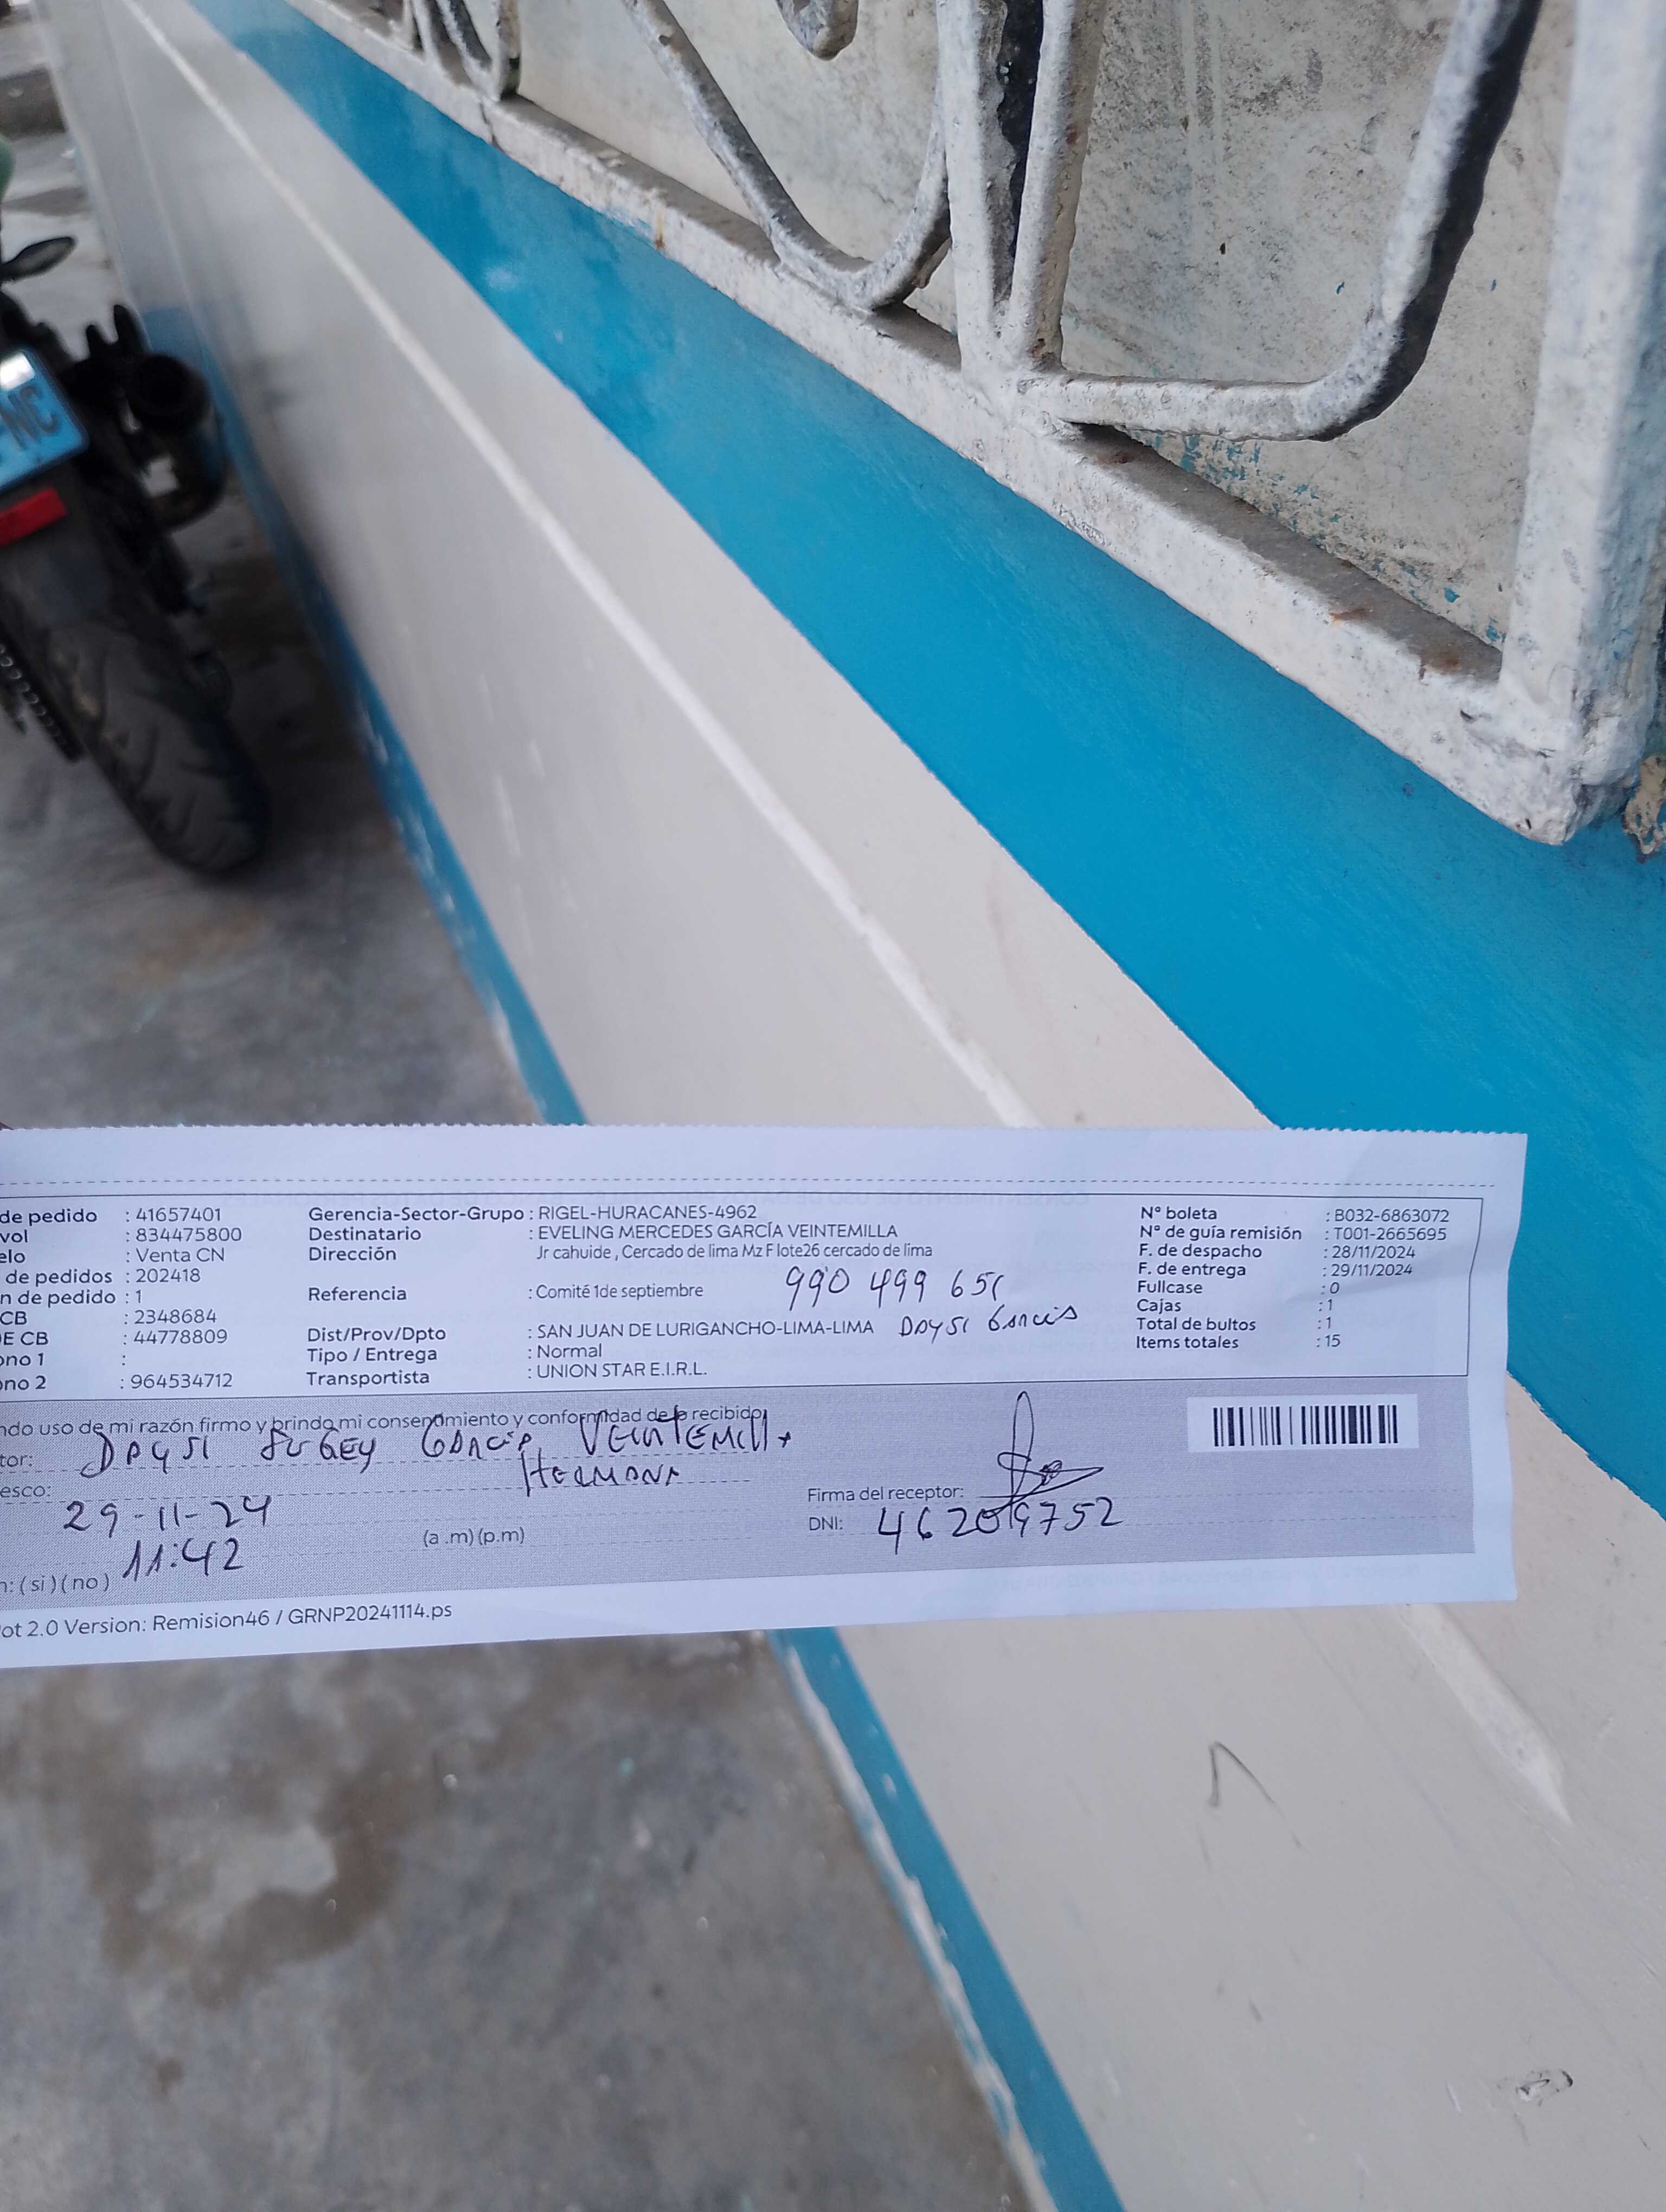 NC
de pedido : 41657401
vol : 834475800
elo : Venta CN
de pedidos : 202418
n de pedido : 1
CB : 2348684
E CB : 44778809
ono 1 :
ono 2 : 964534712
Gerencia-Sector-Grupo : RIGEL-HURACANES-4962
Destinatario : EVELING MERCEDES GARCÍA VEINTEMILLA
Dirección Jr cahuide , Cercado de lima Mz F lote26 cercado de lima
Referencia : Comité 1de septiembre 990 499 651
Dist/Prov/Dpto : SAN JUAN DE LURIGANCHO-LIMA-LIMA DAYSI García
Tipo / Entrega : Normal
Transportista : UNION STAR E.I.R.L.
N° boleta : B032-6863072
N° de guía remisión : T001-2665695
F. de despacho : 28/11/2024
F. de entrega : 29/11/2024
Fullcase : 0
Cajas : 1
Total de bultos : 1
Items totales : 15
ndo uso de mi razón firmo y brindo mi consentimiento y conformidad de lo recibido
tor: DAYSI García VEINTEMILLA
esco: HERMANA
29-11-24
11:42 (a .m) (p.m)
n: ( si ) ( no )
Firma del receptor:
DNI:
ot 2.0 Version: Remision46 / GRNP20241114.ps